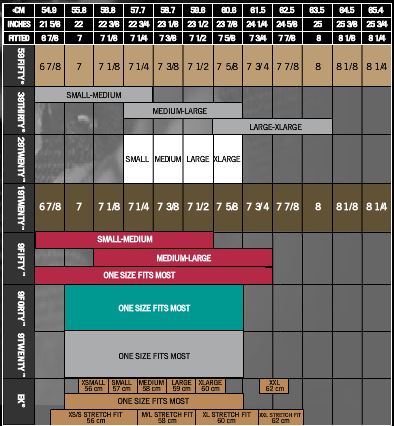 -CM 54.9 55.8 56.8 57.7 58.7 59.6 60.6 61.5 62.5 63.5 64.5 65.4
INCHES 21 5/8 22 22 3/8 22 3/4 23 1/8 23 1/2 23 7/8 24 1/4 24 5/8 25 25 3/8 25 3/4
FITTED 6 7/8 7 7 1/8 7 1/4 7 3/8 7 1/2 7 5/8 7 3/4 7 7/8 8 8 1/8 8 1/4
59FIFTY® 6 7/8 7 7 1/8 7 1/4 7 3/8 7 1/2 7 5/8 7 3/4 7 7/8 8 8 1/8 8 1/4
39THIRTY®
SMALL-MEDIUM
MEDIUM-LARGE
LARGE-XLARGE
29TWENTY™ SMALL MEDIUM LARGE XLARGE
19TWENTY™ 6 7/8 7 7 1/8 7 1/4 7 3/8 7 1/2 7 5/8 7 3/4 7 7/8 8 8 1/8 8 1/4
9FIFTY™
SMALL-MEDIUM
MEDIUM-LARGE
ONE SIZE FITS MOST
9FORTY™ ONE SIZE FITS MOST
9TWENTY™ ONE SIZE FITS MOST
EK®
XSMALL SMALL MEDIUM LARGE XLARGE XXL
56 cm 57 cm 58 cm 59 cm 60 cm 62 cm
ONE SIZE FITS MOST
XS/S STRETCH FIT M/L STRETCH FIT XL STRETCH FIT XXL STRETCH FIT
56 cm 58 cm 60 cm 62 cm